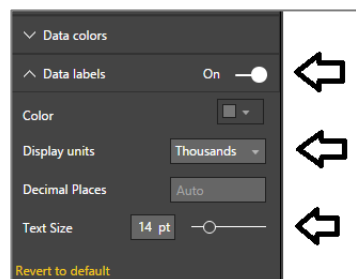 Data colors
Data labels On
Color
Display units Thousands
Decimal Places Auto
Text Size 14 pt
Revert to default